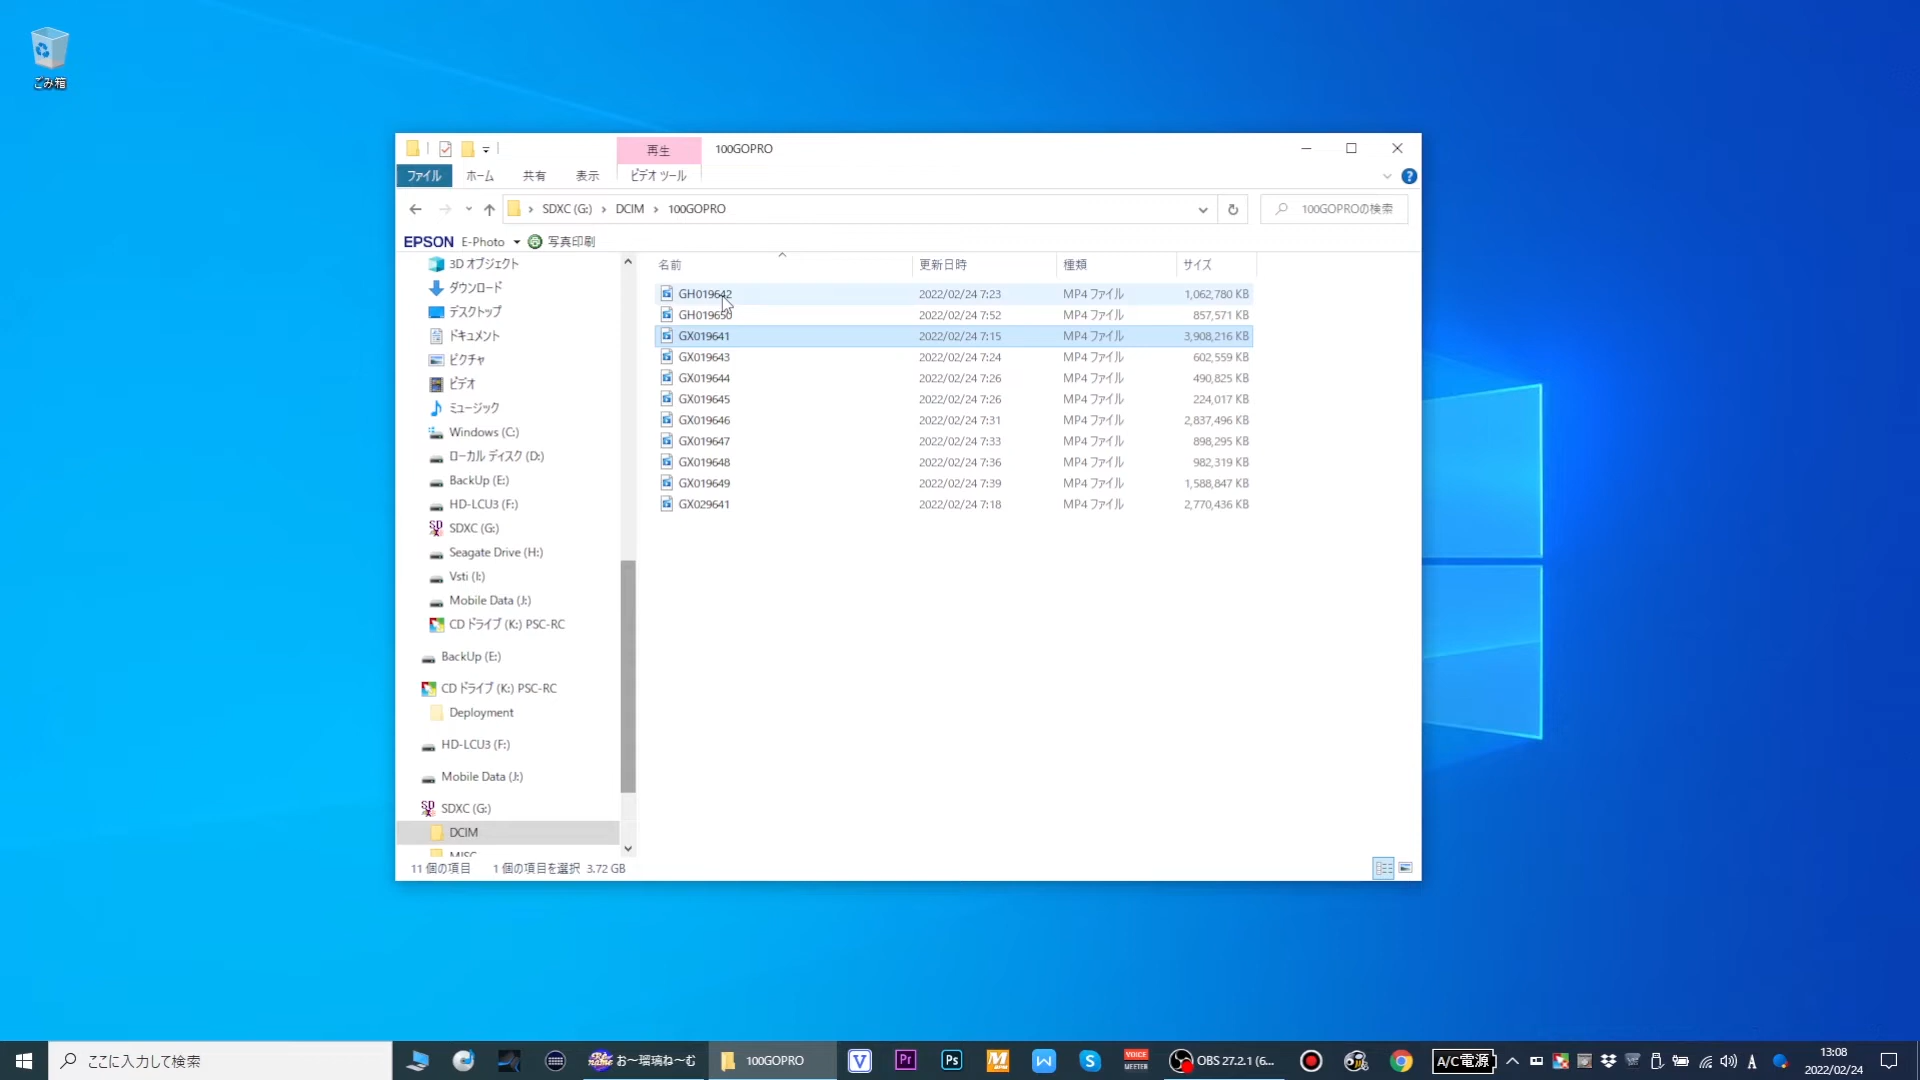 ごみ箱
再生
100GOPRO
ファイル
ホーム
共有
表示
ビデオ ツール
SDXC (G:)
DCIM
100GOPRO
100GOPROの検索
EPSON
E-Photo
写真印刷
名前
更新日時
種類
サイズ
3D オブジェクト
ダウンロード
デスクトップ
ドキュメント
ピクチャ
ビデオ
ミュージック
Windows (C:)
ローカル ディスク (D:)
BackUp (E:)
HD-LCU3 (F:)
SDXC (G:)
Seagate Drive (H:)
Vsti (I:)
Mobile Data (J:)
CD ドライブ (K:) PSC-RC
BackUp (E:)
CD ドライブ (K:) PSC-RC
Deployment
HD-LCU3 (F:)
Mobile Data (J:)
SDXC (G:)
DCIM
MISC
GH019642 2022/02/24 7:23 MP4 ファイル 1,062,780 KB
GH019650 2022/02/24 7:52 MP4 ファイル 857,571 KB
GX019641 2022/02/24 7:15 MP4 ファイル 3,908,216 KB
GX019643 2022/02/24 7:24 MP4 ファイル 602,559 KB
GX019644 2022/02/24 7:26 MP4 ファイル 490,825 KB
GX019645 2022/02/24 7:26 MP4 ファイル 224,017 KB
GX019646 2022/02/24 7:31 MP4 ファイル 2,837,496 KB
GX019647 2022/02/24 7:33 MP4 ファイル 898,295 KB
GX019648 2022/02/24 7:36 MP4 ファイル 982,319 KB
GX019649 2022/02/24 7:39 MP4 ファイル 1,588,847 KB
GX029641 2022/02/24 7:18 MP4 ファイル 2,770,436 KB
11 個の項目
1 個の項目を選択 3.72 GB
ここに入力して検索
お〜瑠璃ね〜む
100GOPRO
V
Pr
Ps
VOICE
MEETER
OBS 27.2.1 (6...
A/C電源
A
13:08
2022/02/24